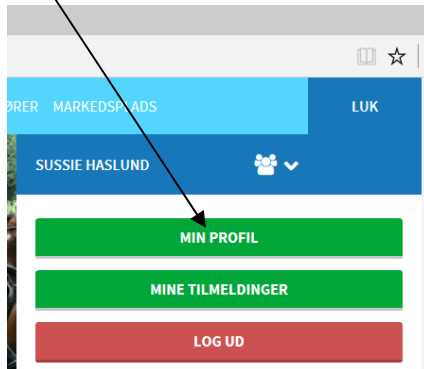 ØRER MARKEDSPLADS LUK
SUSSIE HASLUND
MIN PROFIL
MINE TILMELDINGER
LOG UD